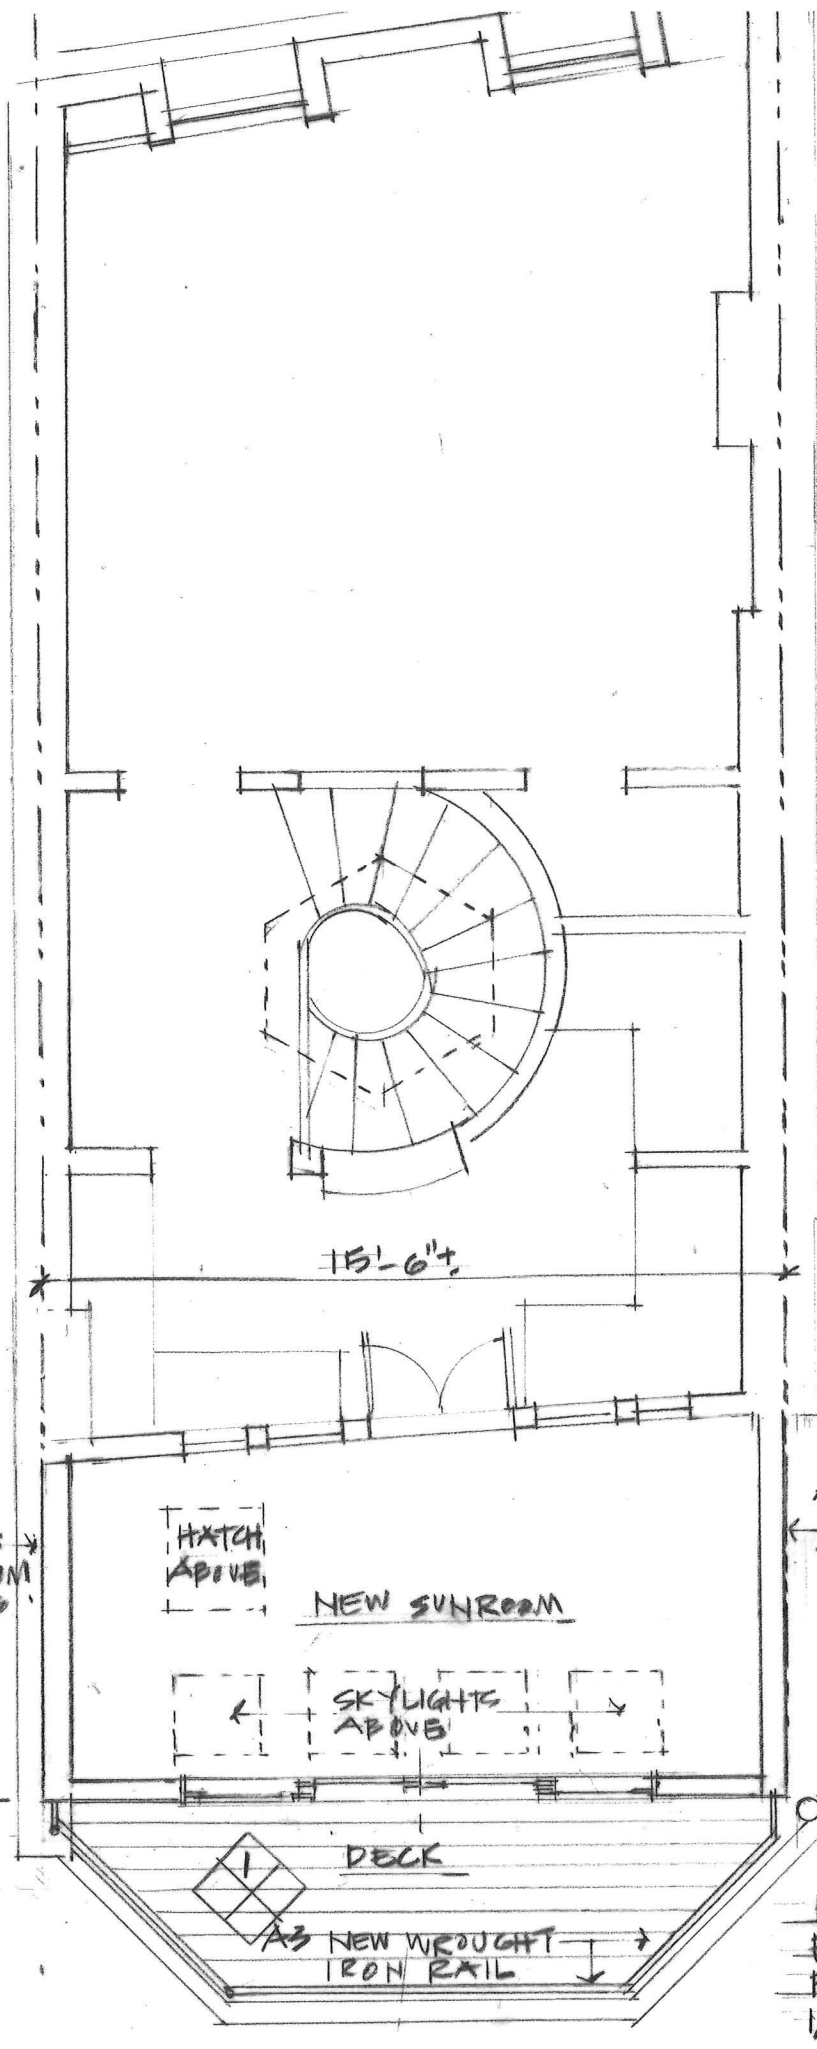 15'-6"±
HATCH
ABOVE
NEW SUNROOM
SKYLIGHTS
ABOVE
DECK
1
A3 NEW WROUGHT
IRON RAIL